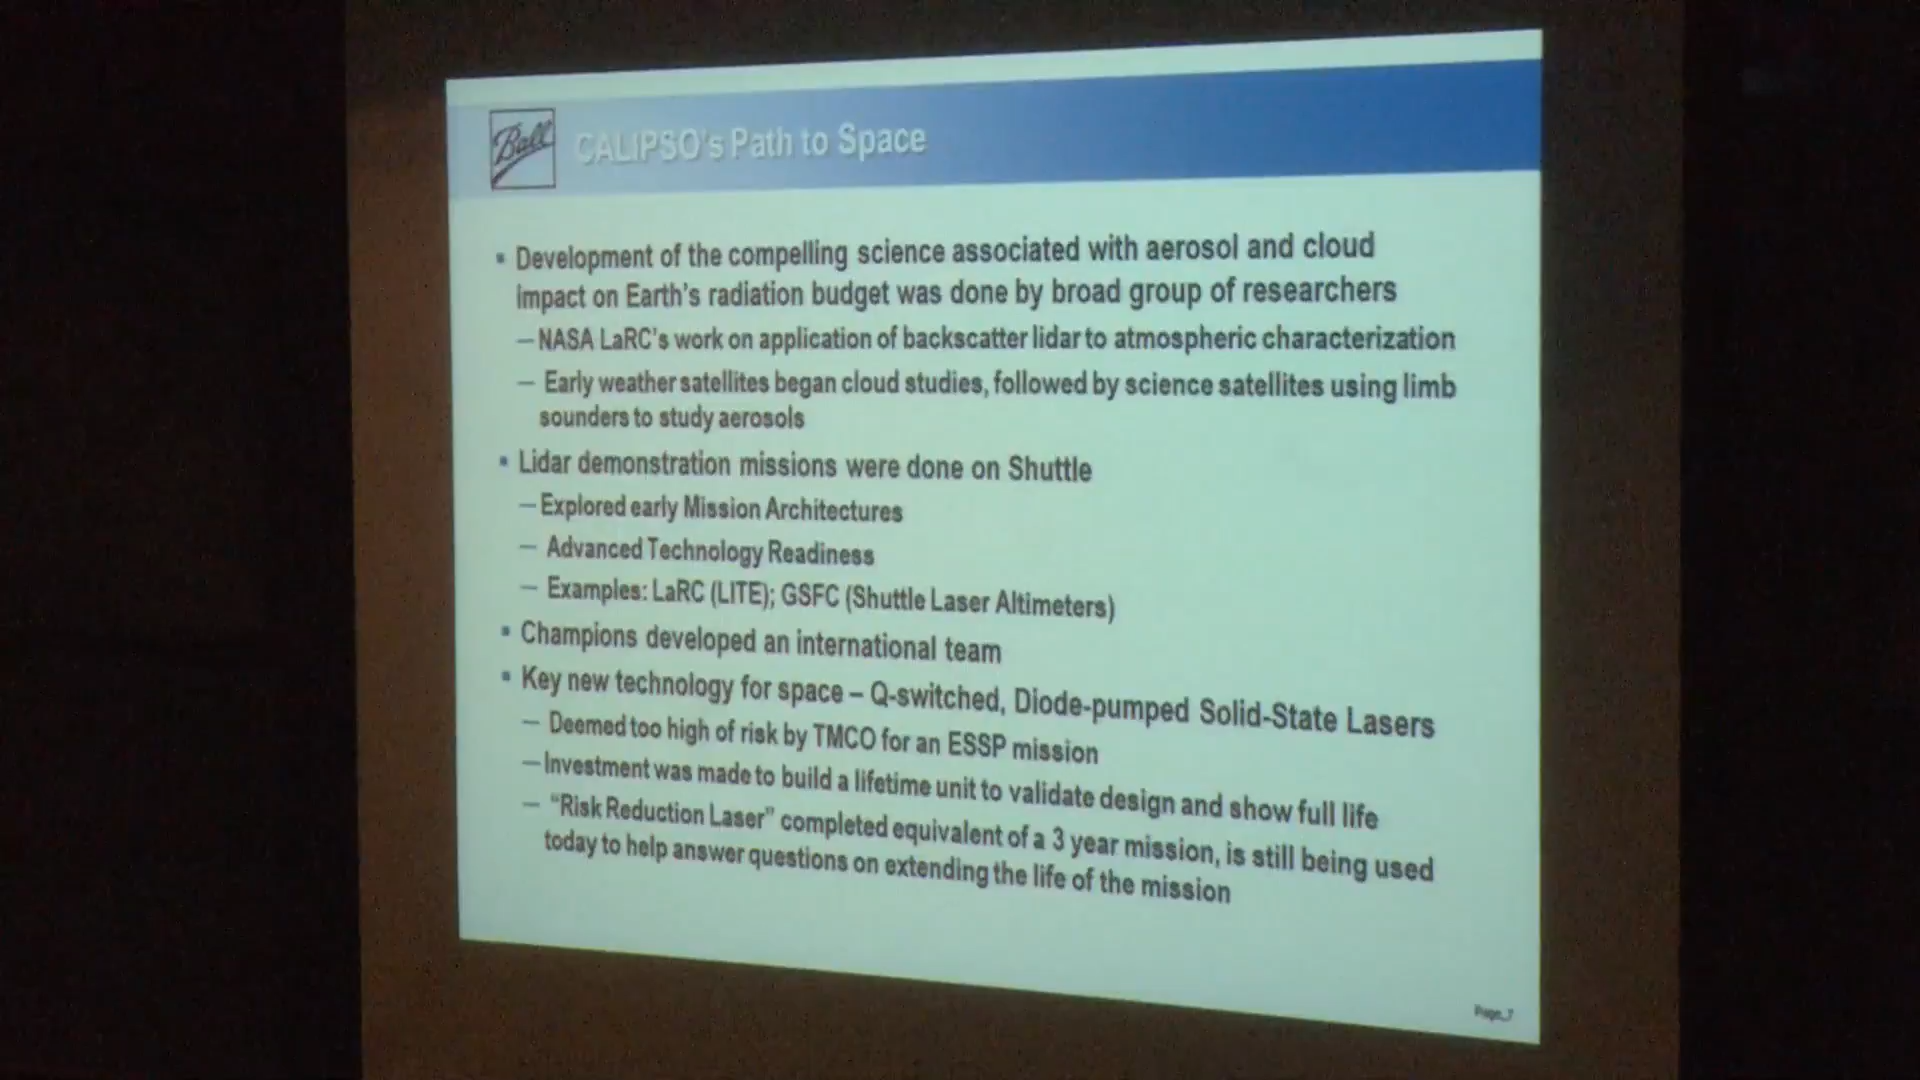 Ball
CALIPSO's Path to Space
▪ Development of the compelling science associated with aerosol and cloud
impact on Earth's radiation budget was done by broad group of researchers
– NASA LaRC's work on application of backscatter lidar to atmospheric characterization
– Early weather satellites began cloud studies, followed by science satellites using limb
sounders to study aerosols
▪ Lidar demonstration missions were done on Shuttle
– Explored early Mission Architectures
– Advanced Technology Readiness
– Examples: LaRC (LITE); GSFC (Shuttle Laser Altimeters)
▪ Champions developed an international team
▪ Key new technology for space – Q-switched, Diode-pumped Solid-State Lasers
– Deemed too high of risk by TMCO for an ESSP mission
– Investment was made to build a lifetime unit to validate design and show full life
– “Risk Reduction Laser” completed equivalent of a 3 year mission, is still being used
today to help answer questions on extending the life of the mission
Page_7